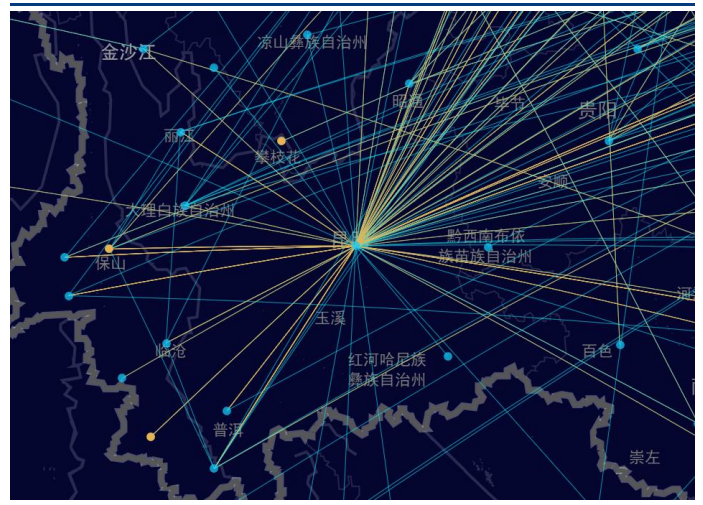 凉山彝族自治州
金沙江
昭通
毕节
贵阳
丽江
攀枝花
安顺
大理白族自治州
黔西南布依
族苗族自治州
保山
玉溪
临沧
百色
红河哈尼族
彝族自治州
普洱
崇左